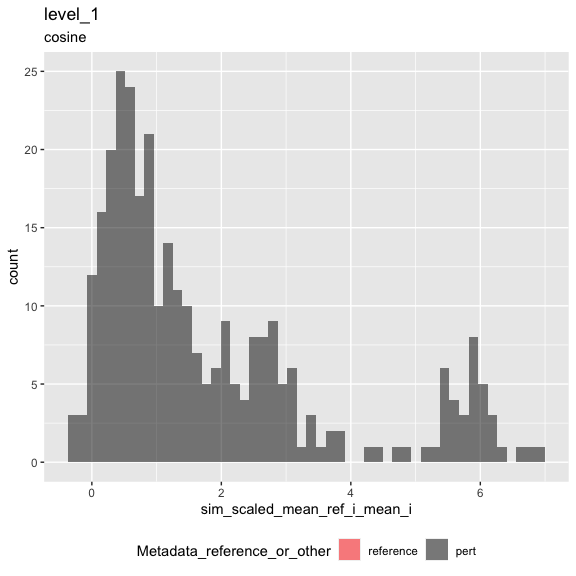 level_1
cosine
25
20
15
10
5
0
count
0 2 4 6
sim_scaled_mean_ref_i_mean_i
Metadata_reference_or_other reference pert